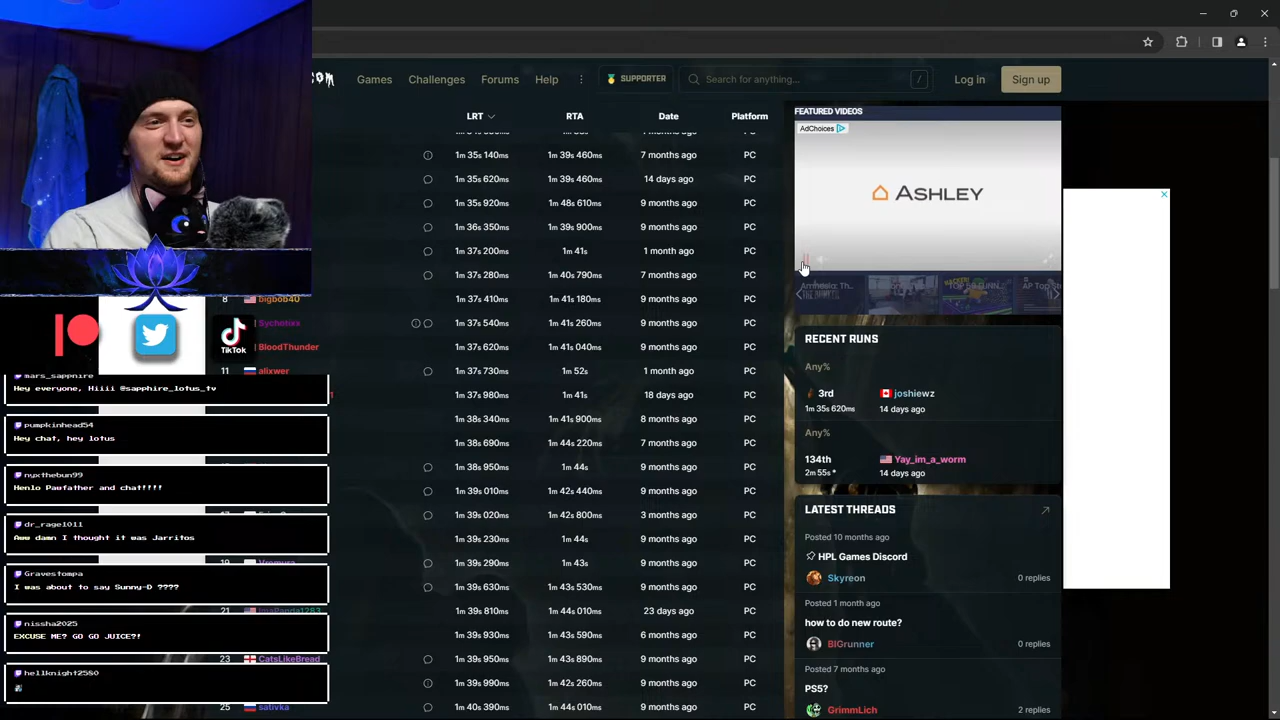 Games
Challenges
Forums
Help
SUPPORTER
Search for anything...
/
Log in
Sign up
LRT
RTA
Date
Platform
1m 35s 140ms 1m 39s 460ms 7 months ago PC
1m 35s 620ms 1m 39s 460ms 14 days ago PC
1m 35s 920ms 1m 48s 610ms 9 months ago PC
1m 36s 350ms 1m 39s 900ms 9 months ago PC
1m 37s 200ms 1m 41s 1 month ago PC
1m 37s 280ms 1m 40s 790ms 7 months ago PC
8 bigbob40 1m 37s 410ms 1m 41s 180ms 9 months ago PC
Sychotixx 1m 37s 540ms 1m 41s 260ms 9 months ago PC
BloodThunder 1m 37s 620ms 1m 41s 040ms 9 months ago PC
11 alixwer 1m 37s 730ms 1m 52s 1 month ago PC
1m 37s 980ms 1m 41s 18 days ago PC
1m 38s 340ms 1m 41s 900ms 8 months ago PC
1m 38s 690ms 1m 44s 220ms 7 months ago PC
1m 38s 950ms 1m 44s 9 months ago PC
1m 39s 010ms 1m 42s 440ms 9 months ago PC
1m 39s 020ms 1m 42s 800ms 3 months ago PC
1m 39s 230ms 1m 44s 9 months ago PC
19 1m 39s 290ms 1m 43s 9 months ago PC
1m 39s 630ms 1m 43s 530ms 9 months ago PC
21 ImaPanda1283 1m 39s 810ms 1m 44s 010ms 23 days ago PC
1m 39s 930ms 1m 43s 590ms 6 months ago PC
23 CatsLikeBread 1m 39s 950ms 1m 43s 890ms 9 months ago PC
1m 39s 990ms 1m 42s 260ms 9 months ago PC
25 sativka 1m 40s 390ms 1m 44s 010ms 9 months ago PC
TikTok
mars_sapphire
Hey everyone, Hiiii @sapphire_lotus_tv
pumpkinhead54
Hey chat, hey lotus
nyxthebun99
Henlo Pawfather and chat!!!!
dr_rage1011
Aww damn I thought it was Jarritos
Gravestompa
I was about to say Sunny-D ????
nissha2025
EXCUSE ME? GO GO JUICE?!
hellknight2580
FEATURED VIDEOS
AdChoices
ASHLEY
RECENT RUNS
Any%
3rd joshiewz
1m 35s 620ms 14 days ago
Any%
134th Yay_im_a_worm
2m 55s * 14 days ago
LATEST THREADS
Posted 10 months ago
HPL Games Discord
Skyreon 0 replies
Posted 1 month ago
how to do new route?
BIGrunner 0 replies
Posted 7 months ago
PS5?
GrimmLich 2 replies